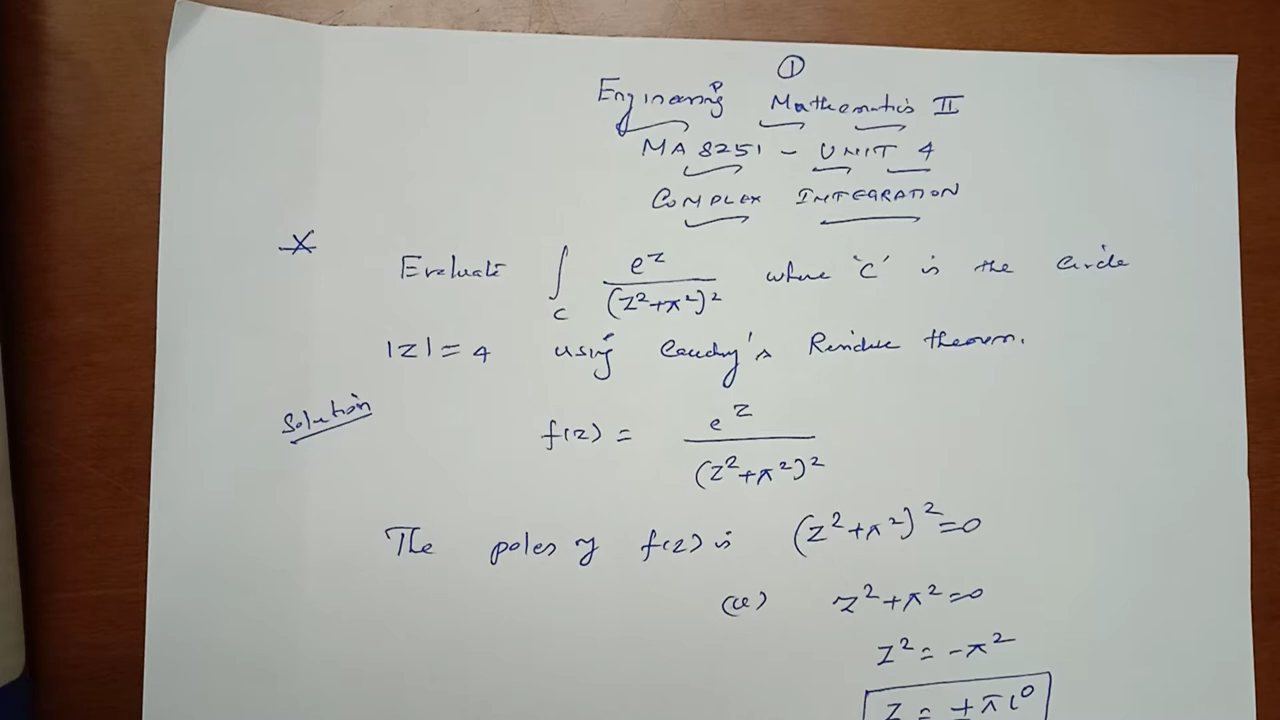 ①
Engineering Mathematics II
MA 8251 - UNIT 4
COMPLEX INTEGRATION
Evaluate ∫_C e^z/(z²+π²)² where 'C' is the Circle
|z| = 4 using Cauchy's Residue theorem.
Solution
f(z) = e^z/(z²+π²)²
The poles of f(z) is (z²+π²)²=0
(ie) z²+π²=0
z² = -π²
z = ±πi